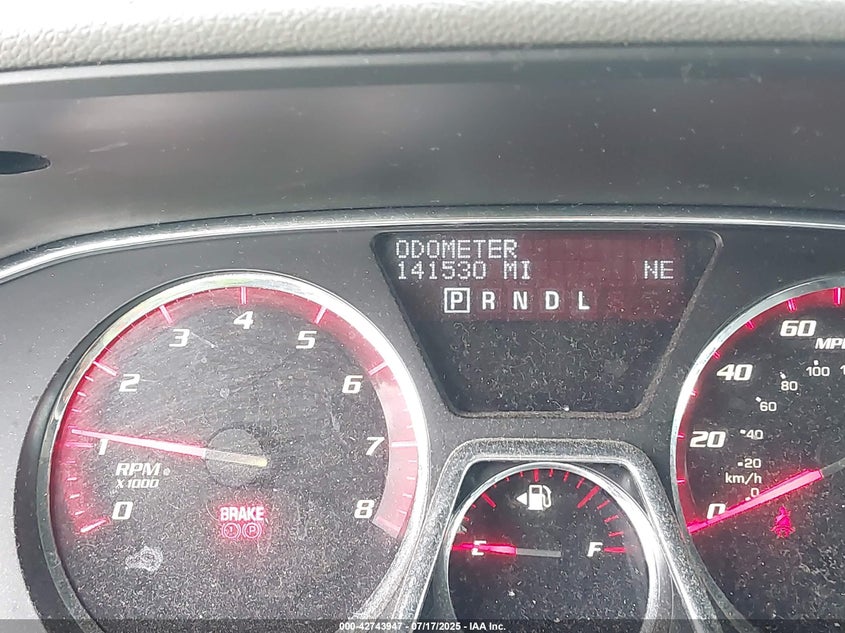 ODOMETER
141530 MI NE
P R N D L
0 1 2 3 4 5 6 7 8
RPM
X1000
BRAKE
P
E F
0 20 40 60
MP
0 20 40 60 80 100
km/h
000-42743947 - 07/17/2025 - IAA Inc.